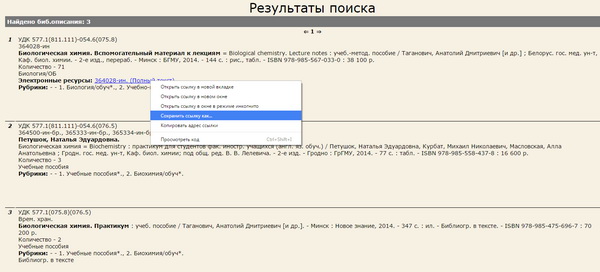 Результаты поиска
Найдено биб.описания: 3
⇐ 1 ⇒
1 УДК 577.1(811.111)-054.6(075.8)
364028-ин
Биологическая химия. Вспомогательный материал к лекциям = Biological chemistry. Lecture notes : учеб.-метод. пособие / Таганович, Анатолий Дмитриевич [и др.] ; Белорус. гос. мед. ун-т,
Каф. биол. химии. - 2-е изд., перераб. - Минск : БГМУ, 2014. - 144 с. : рис., табл. - ISBN 978-985-567-033-0 : 38 100 р.
Количество - 71
Биология/ОБ
Электронные ресурсы: 364028-ин. (Полный текст)
Рубрики: - - 1. Биология/обуч*., 2. Учебно-
Открыть ссылку в новой вкладке
Открыть ссылку в новом окне
Открыть ссылку в окне в режиме инкогнито
Сохранить ссылку как...
Копировать адрес ссылки
Просмотреть код Ctrl+Shift+I
2 УДК 577.1(811.111)-054.6(076.5)
364500-ин-бр., 365333-ин-бр., 365334-ин-бр
Петушок, Наталья Эдуардовна.
Биологическая химия = Biochemistry : практикум для студентов фак. иностр. учащихся (англ. яз. обуч.) / Петушок, Наталья Эдуардовна, Курбат, Михаил Николаевич, Масловская, Алла
Анатольевна ; Гродн. гос. мед. ун-т, Каф. биол. химии; под общ. ред. В. В. Лелевича. - 2-е изд. - Гродно : ГрГМУ, 2014. - 77 с. : табл. - ISBN 978-985-558-437-8 : 16 600 р.
Количество - 3
Учебные пособия
Рубрики: - - 1. Учебные пособия*., 2. Биохимия/обуч*.
3 УДК 577.1(075.8)(076.5)
Врем. хран.
Биологическая химия. Практикум : учеб. пособие / Таганович, Анатолий Дмитриевич [и др.]. - Минск : Новое знание, 2014. - 347 с. : ил. - Библиогр. в тексте. - ISBN 978-985-475-696-7 : 70
200 р.
Количество - 2
Учебные пособия
Рубрики: - - 1. Учебные пособия*., 2. Биохимия/обуч*.
Библиогр. в тексте